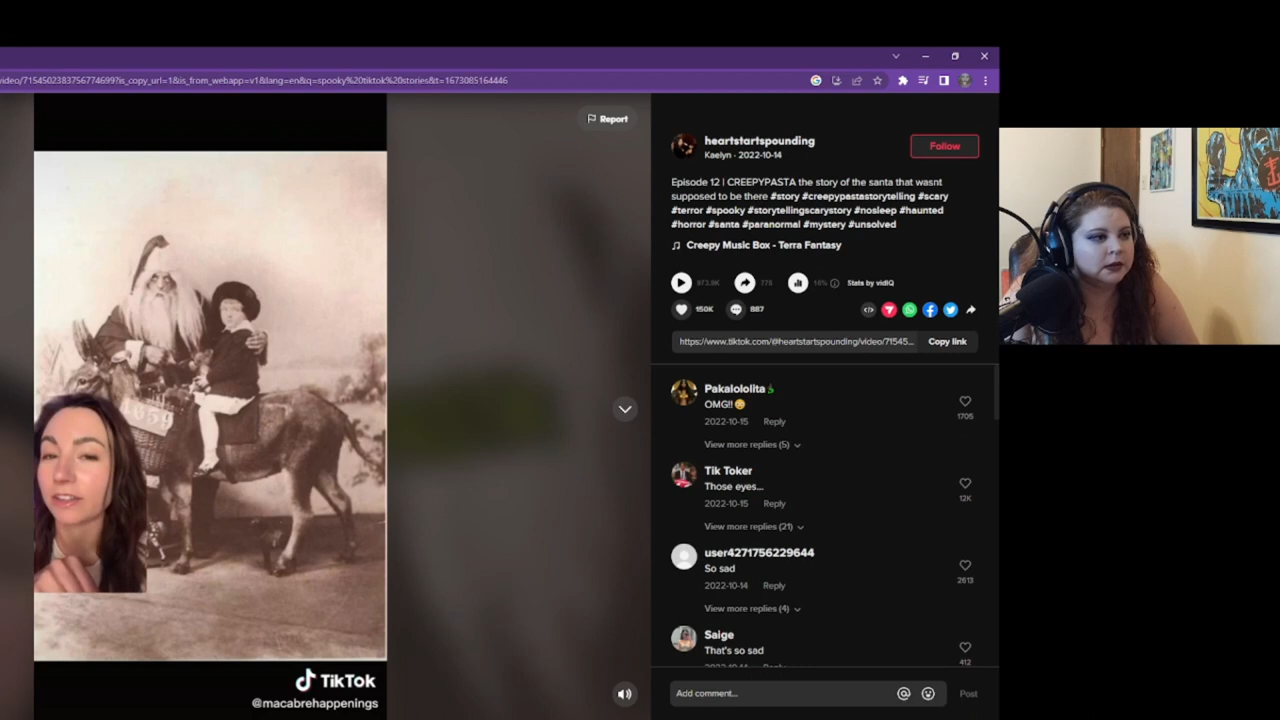 video/7154502383756774699?is_copy_url=1&is_from_webapp=v1&lang=en&q=spooky%20tiktok%20stories&t=1673085164446
Report
heartstartspounding
Kaelyn · 2022-10-14
Follow
Episode 12 | CREEPYPASTA the story of the santa that wasnt
supposed to be there #story #creepypastastorytelling #scary
#terror #spooky #storytellingscarystory #nosleep #haunted
#horror #santa #paranormal #mystery #unsolved
Creepy Music Box - Terra Fantasy
973.9K
778
16%
Stats by vidIQ
150K
887
https://www.tiktok.com/@heartstartspounding/video/71545...
Copy link
Pakalololita
OMG!!
2022-10-15 Reply
1705
View more replies (5)
Tik Toker
Those eyes...
2022-10-15 Reply
12K
View more replies (21)
user4271756229644
So sad
2022-10-14 Reply
2613
View more replies (4)
Saige
That's so sad
412
Add comment...
Post
1659
TikTok
@macabrehappenings